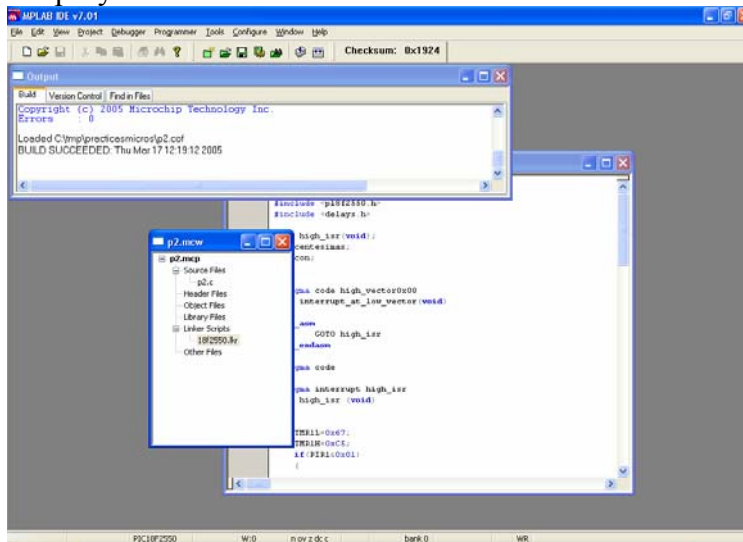 MPLAB IDE v7.01
File Edit View Project Debugger Programmer Tools Configure Window Help
Checksum: 0x1924
Output
Build Version Control Find in Files
Copyright (c) 2005 Microchip Technology Inc.
Errors : 0
Loaded C:\tmp\practicasmicros\p2.cof
BUILD SUCCEEDED: Thu Mar 17 12:19:12 2005
#include <p18f2550.h>
#include <delays.h>
high_isr(void);
centesimas;
con;
gma code high_vector0x00
interrupt_at_low_vector(void)
_asm
GOTO high_isr
_endasm
gma code
gma interrupt high_isr
high_isr (void)
TMR1L=0x67;
TMR1H=0xC5;
if(PIR1&0x01)
{
p2.mcw
p2.mcp
Source Files
p2.c
Header Files
Object Files
Library Files
Linker Scripts
18f2550.lkr
Other Files
PIC18F2550 W:0 n ov z dc c bank 0 WR